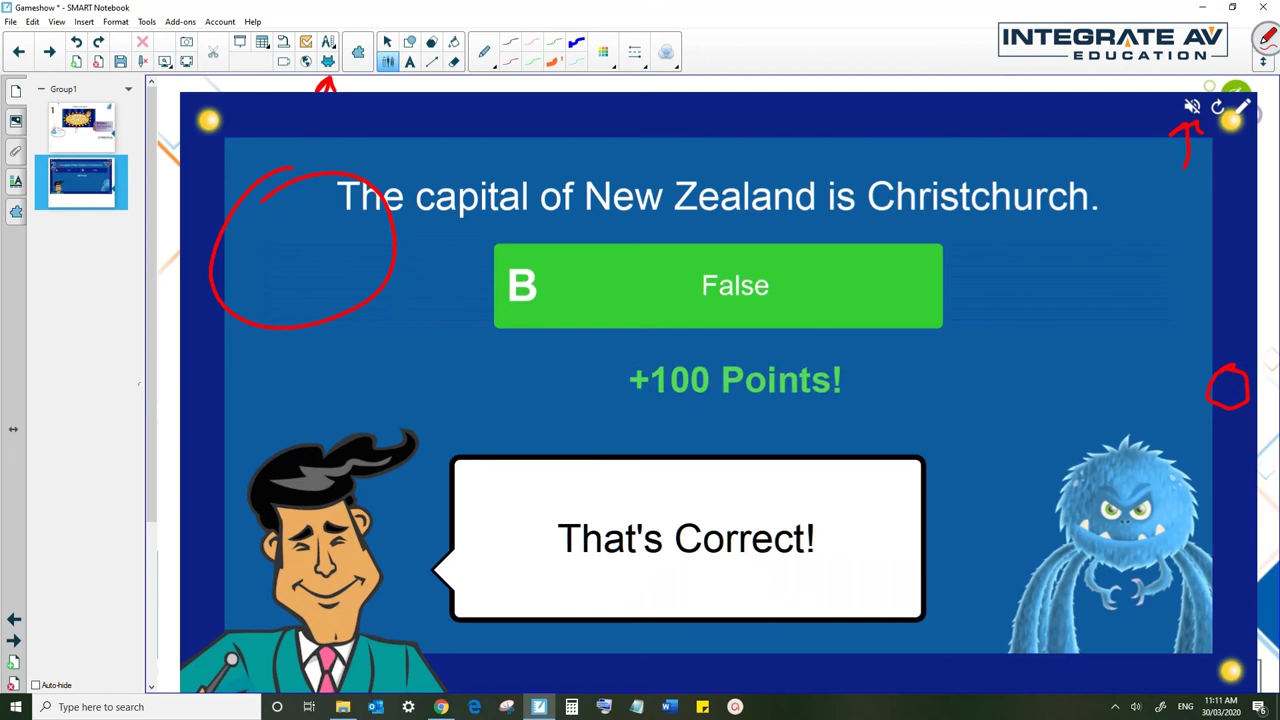 Gameshow * - SMART Notebook
File Edit View Insert Format Tools Add-ons Account Help
INTEGRATE AV
EDUCATION
Group1
1
The capital of New Zealand is Christchurch.
B False
+100 Points!
That's Correct!
Auto-hide
Type here to search
ENG
11:11 AM
30/03/2020